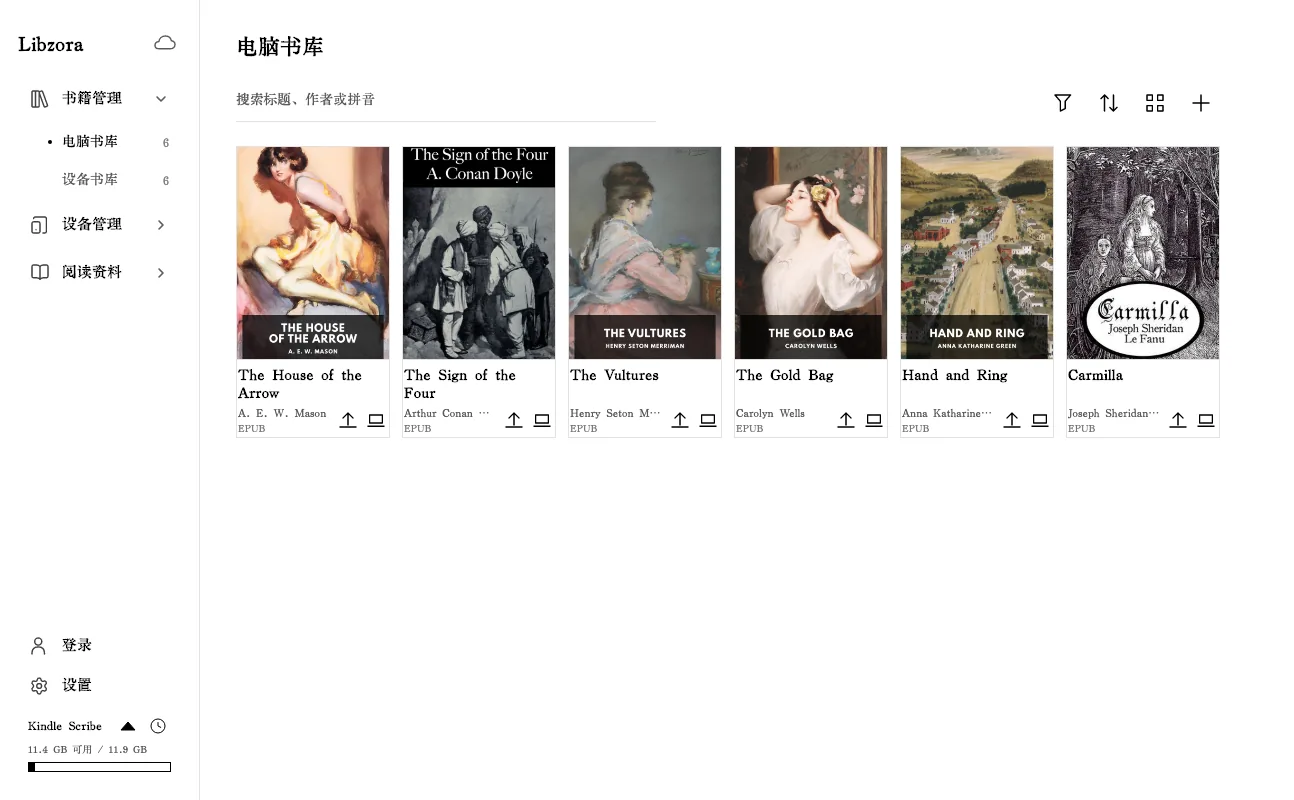 Libzora
书籍管理
电脑书库 6
设备书库 6
设备管理
阅读资料
登录
设置
Kindle Scribe
11.4 GB 可用 / 11.9 GB
电脑书库
搜索标题、作者或拼音
THE HOUSE
OF THE ARROW
A. E. W. MASON
The House of the
Arrow
A. E. W. Mason
EPUB
The Sign of the Four
A. Conan Doyle
The Sign of the
Four
Arthur Conan ···
EPUB
THE VULTURES
HENRY SETON MERRIMAN
The Vultures
Henry Seton M···
EPUB
THE GOLD BAG
CAROLYN WELLS
The Gold Bag
Carolyn Wells
EPUB
HAND AND RING
ANNA KATHARINE GREEN
Hand and Ring
Anna Katharine···
EPUB
Carmilla
Joseph Sheridan
Le Fanu
Carmilla
Joseph Sheridan···
EPUB